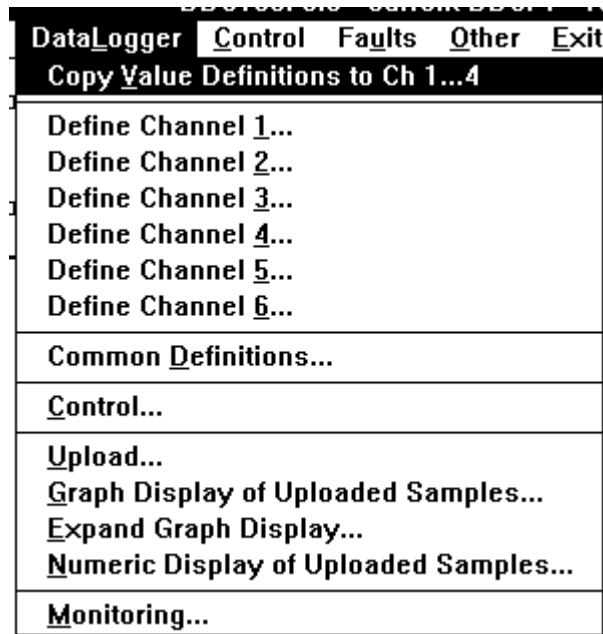 DataLogger Control Faults Other Exit
Copy Value Definitions to Ch 1...4
Define Channel 1...
Define Channel 2...
Define Channel 3...
Define Channel 4...
Define Channel 5...
Define Channel 6...
Common Definitions...
Control...
Upload...
Graph Display of Uploaded Samples...
Expand Graph Display...
Numeric Display of Uploaded Samples...
Monitoring...